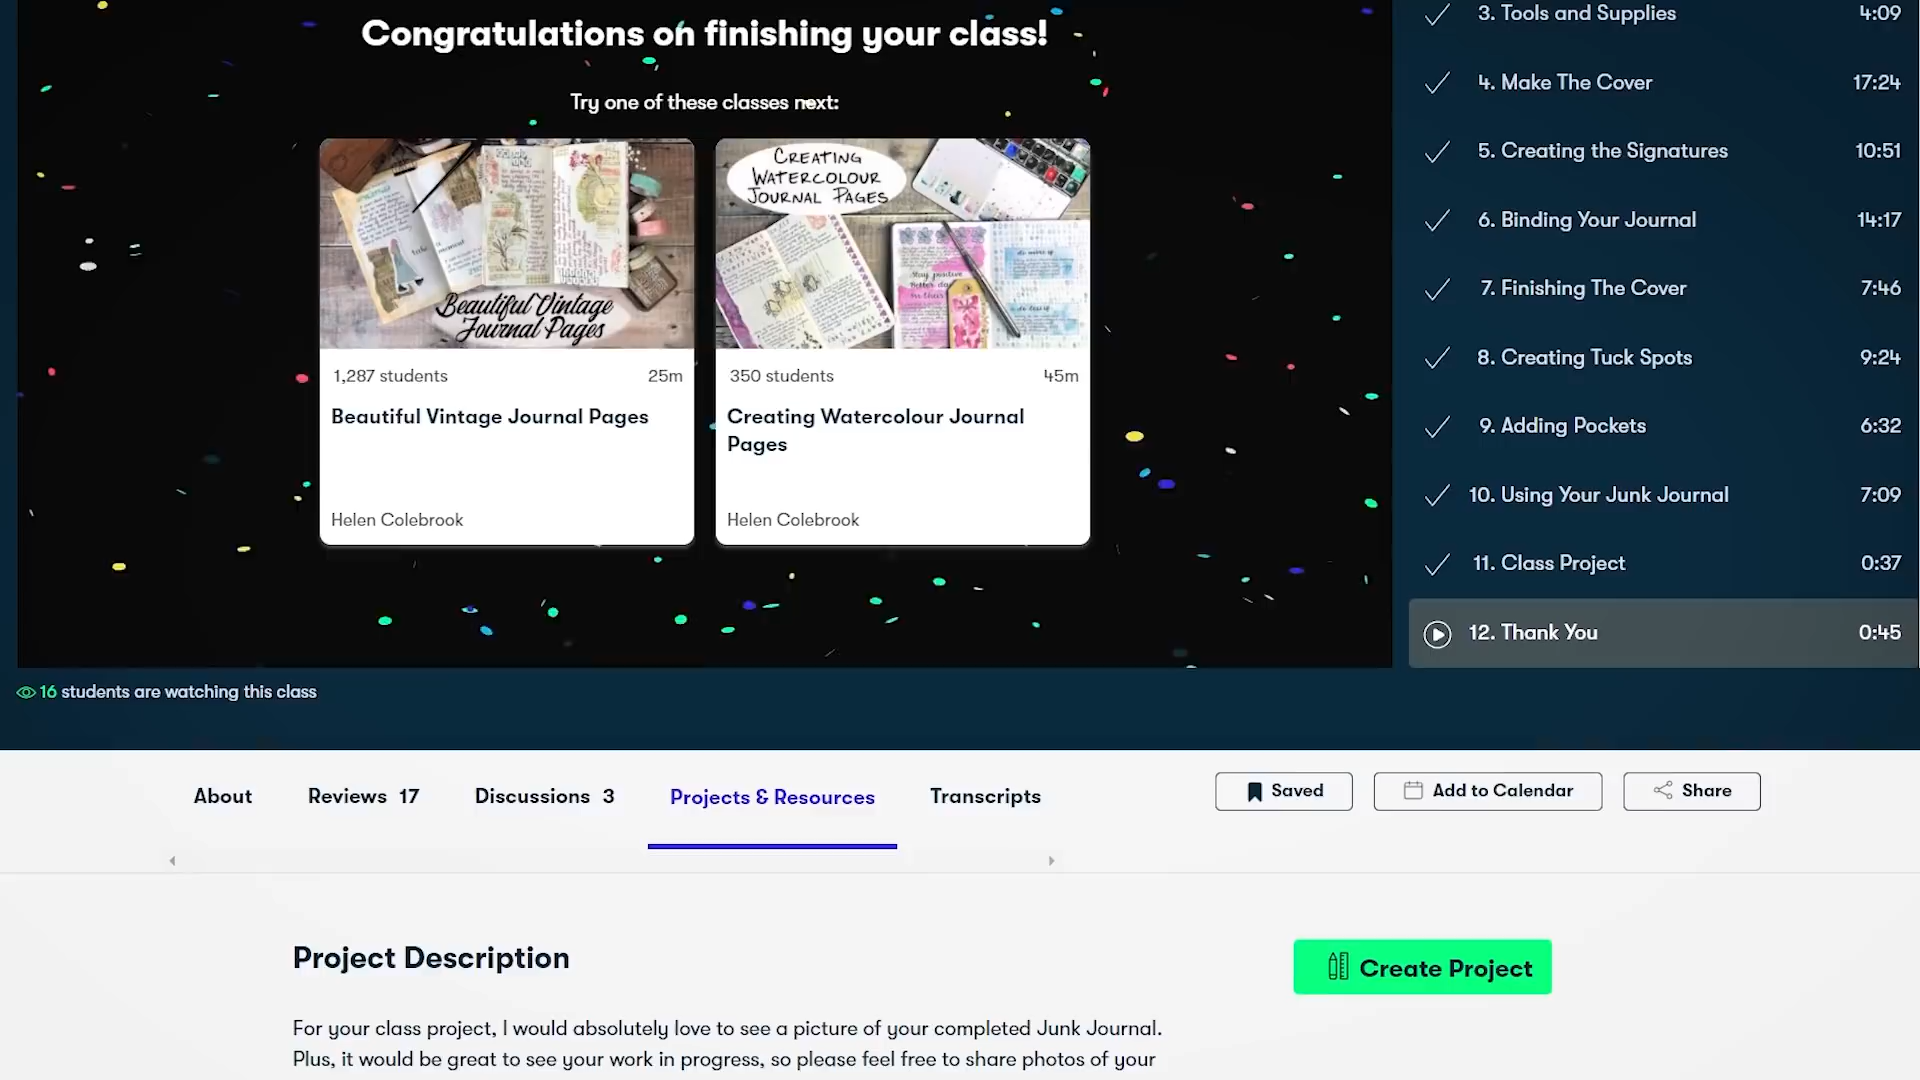 Congratulations on finishing your class!
Try one of these classes next:
Beautiful Vintage
Journal Pages
1,287 students 25m
Beautiful Vintage Journal Pages
Helen Colebrook
CREATING
WATERCOLOUR
JOURNAL PAGES
350 students 45m
Creating Watercolour Journal
Pages
Helen Colebrook
3. Tools and Supplies 4:09
4. Make The Cover 17:24
5. Creating the Signatures 10:51
6. Binding Your Journal 14:17
7. Finishing The Cover 7:46
8. Creating Tuck Spots 9:24
9. Adding Pockets 6:32
10. Using Your Junk Journal 7:09
11. Class Project 0:37
12. Thank You 0:45
16 students are watching this class
About Reviews 17 Discussions 3 Projects & Resources Transcripts
Saved Add to Calendar Share
Project Description
Create Project
For your class project, I would absolutely love to see a picture of your completed Junk Journal.
Plus, it would be great to see your work in progress, so please feel free to share photos of your